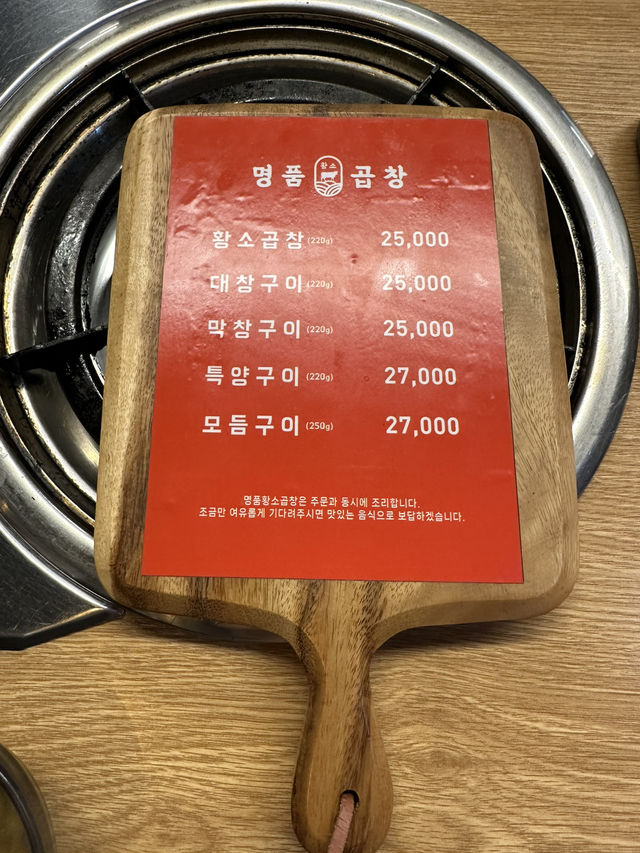 명품 황소 곱창
황소곱창 (220g) 25,000
대창구이 (220g) 25,000
막창구이 (220g) 25,000
특양구이 (220g) 27,000
모듬구이 (250g) 27,000
명품황소곱창은 주문과 동시에 조리합니다.
조금만 여유롭게 기다려주시면 맛있는 음식으로 보답하겠습니다.